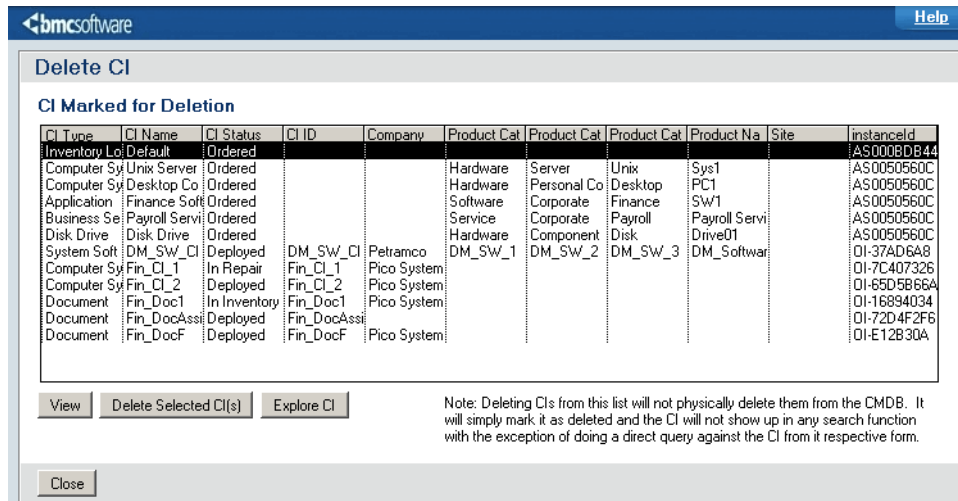 bmcsoftware
Help
Delete CI
CI Marked for Deletion
CI Type CI Name CI Status CI ID Company Product Cat Product Cat Product Cat Product Na Site instanceId
Inventory Lo Default Ordered AS000BDB44
Computer Sy Unix Server Ordered Hardware Server Unix Sys1 AS0050560C
Computer Sy Desktop Co Ordered Hardware Personal Co Desktop PC1 AS0050560C
Application Finance Soft Ordered Software Corporate Finance SW1 AS0050560C
Business Se Payroll Servi Ordered Service Corporate Payroll Payroll Servi AS0050560C
Disk Drive Disk Drive Ordered Hardware Component Disk Drive01 AS0050560C
System Soft DM_SW_CI Deployed DM_SW_CI Petramco DM_SW_1 DM_SW_2 DM_SW_3 DM_Softwar OI-37AD6A8
Computer Sy Fin_CI_1 In Repair Fin_CI_1 Pico System OI-7C407326
Computer Sy Fin_CI_2 Deployed Fin_CI_2 Pico System OI-65D5B66A
Document Fin_Doc1 In Inventory Fin_Doc1 Pico System OI-16894034
Document Fin_DocAssi Deployed Fin_DocAssi OI-72D4F2F6
Document Fin_DocF Deployed Fin_DocF Pico System OI-E12B30A
View Delete Selected CI(s) Explore CI
Note: Deleting CIs from this list will not physically delete them from the CMDB. It
will simply mark it as deleted and the CI will not show up in any search function
with the exception of doing a direct query against the CI from it respective form.
Close